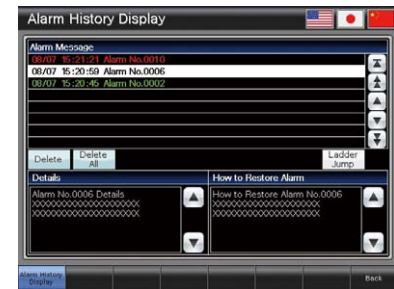 Alarm History Display
Alarm Message
08/07 15:21:21 Alarm No.0010
08/07 15:20:59 Alarm No.0006
08/07 15:20:45 Alarm No.0002
Delete
Delete
All
Ladder
Jump
Details
How to Restore Alarm
Alarm No.0006 Details
XXXXXXXXXXXXXXXXXXXX
XXXXXXXXXXXXXXXXXXXX
How to Restore Alarm No.0006
XXXXXXXXXXXXXXXXXXXX
XXXXXXXXXXXXXXXXXXXX
Alarm History
Display
Back